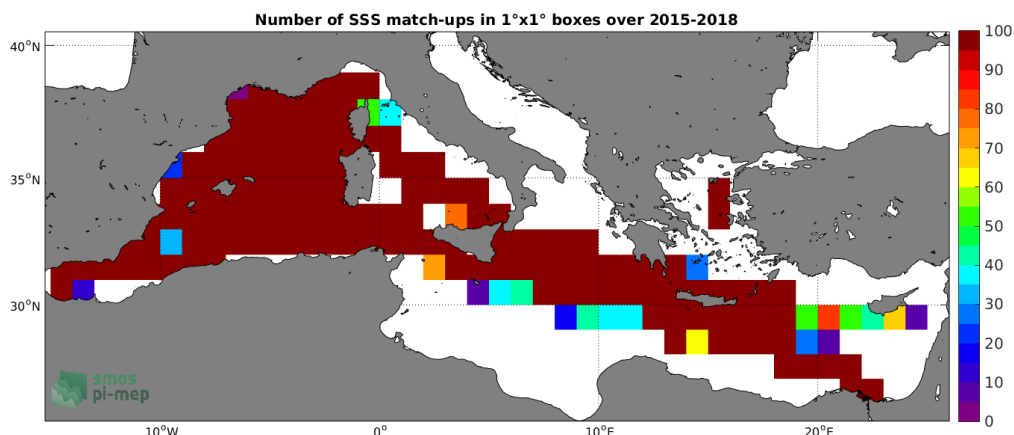 Number of SSS match-ups in 1°x1° boxes over 2015-2018
40°N
35°N
30°N
10°W
0°
10°E
20°E
100
90
80
70
60
50
40
30
20
10
0
smos
pi-mep